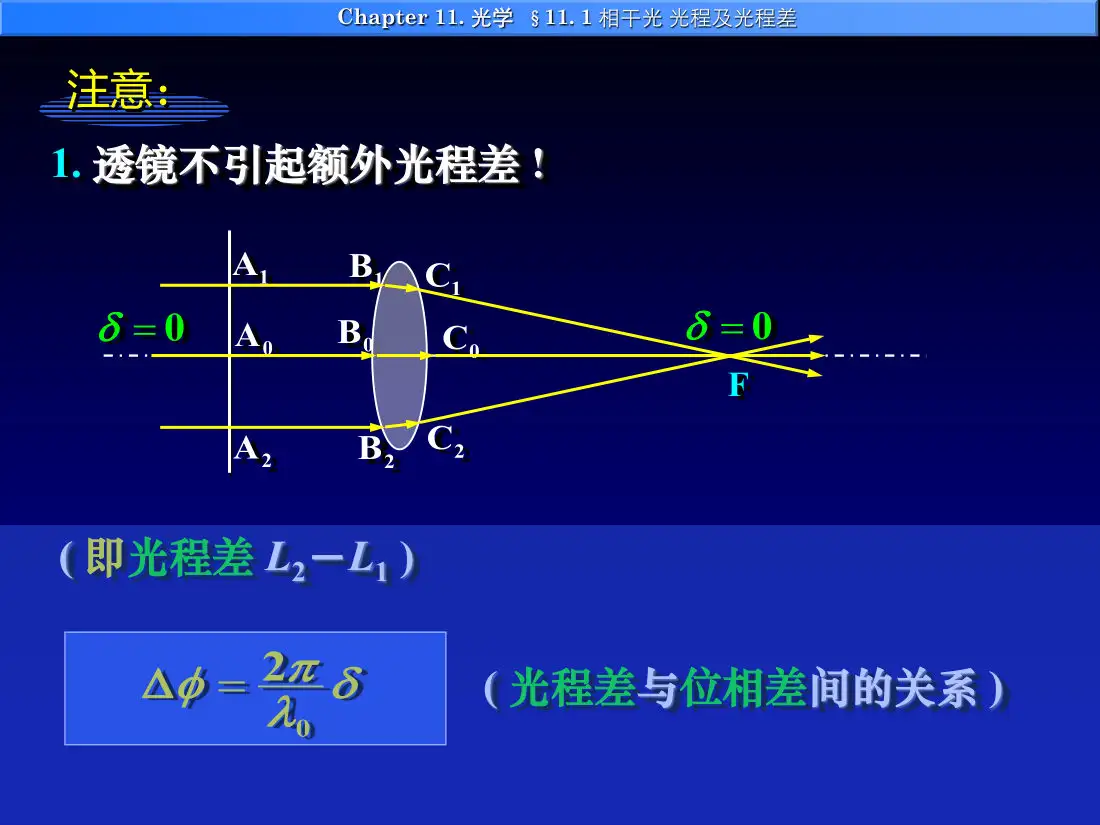 Chapter 11. 光学 §11. 1 相干光 光程及光程差
注意:
1. 透镜不引起额外光程差！
A₁ B₁ C₁
δ = 0 A₀ B₀ C₀ δ = 0
F
A₂ B₂ C₂
( 即光程差 L₂－L₁ )
Δϕ = 2π/λ₀ δ ( 光程差与位相差间的关系 )